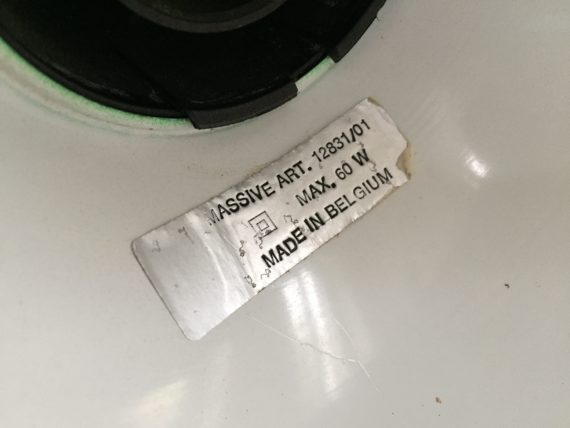 MASSIVE ART. 12831/01
MAX. 60 W
MADE IN BELGIUM